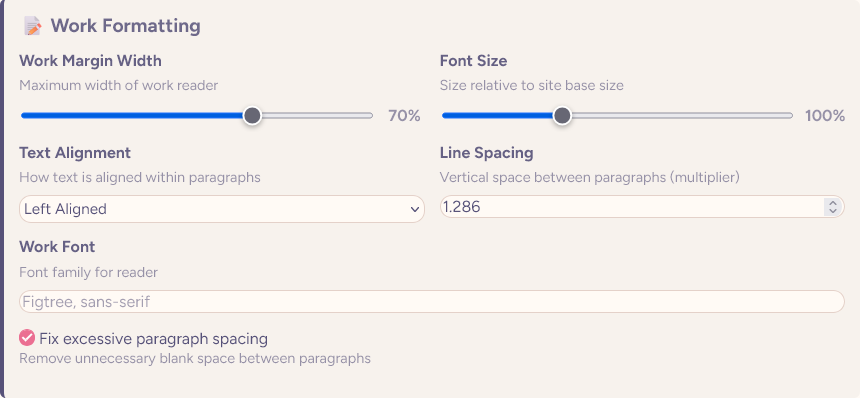 Work Formatting
Work Margin Width
Maximum width of work reader
70%
Font Size
Size relative to site base size
100%
Text Alignment
How text is aligned within paragraphs
Left Aligned
Line Spacing
Vertical space between paragraphs (multiplier)
1.286
Work Font
Font family for reader
Figtree, sans-serif
Fix excessive paragraph spacing
Remove unnecessary blank space between paragraphs